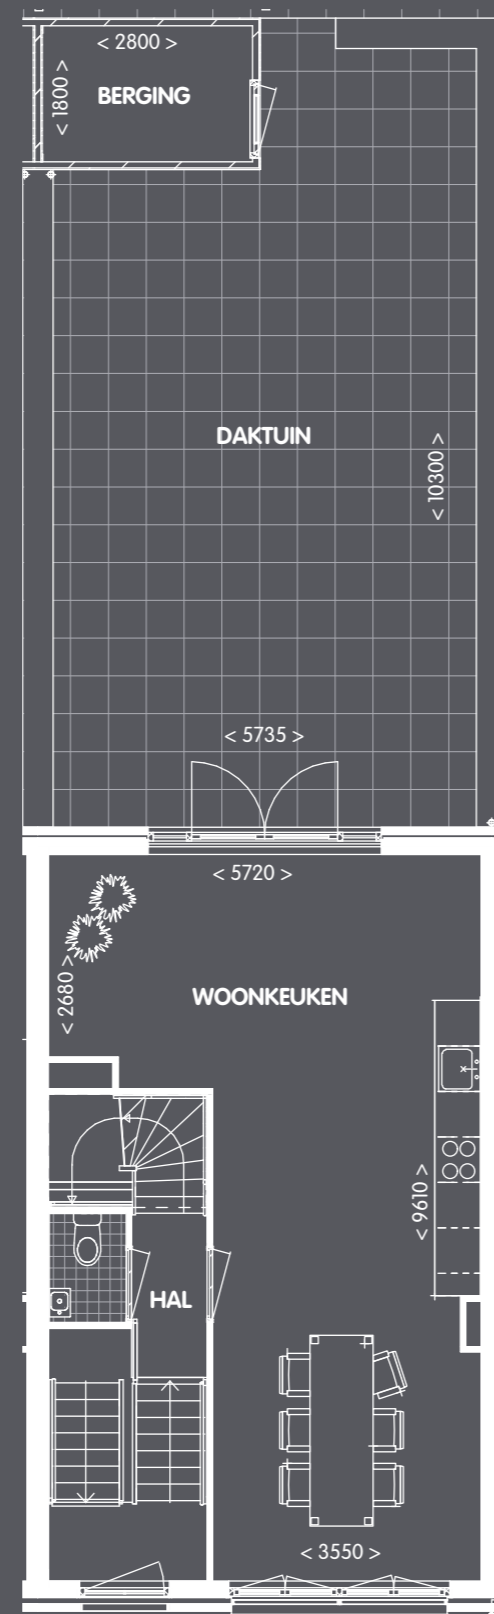 < 2800 >
< 1800 >
BERGING
DAKTUIN
< 10300 >
< 5735 >
< 5720 >
< 2680 >
WOONKEUKEN
< 9610 >
HAL
< 3550 >